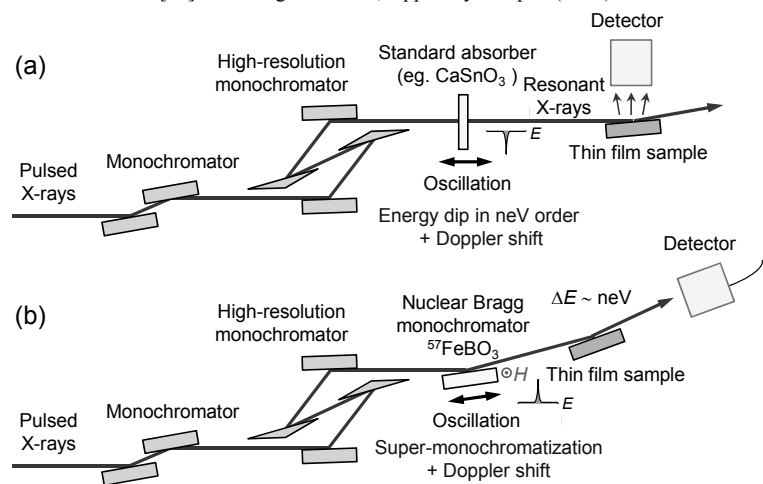 Detector
(a)
High-resolution
monochromator
Standard absorber
(eg. CaSnO₃ )
Resonant
X-rays
E
Thin film sample
Monochromator
Pulsed
X-rays
Oscillation
Energy dip in neV order
+ Doppler shift
Detector
(b)
High-resolution
monochromator
Nuclear Bragg
monochromator
⁵⁷FeBO₃
ΔE ~ neV
H
Thin film sample
E
Monochromator
Pulsed
X-rays
Oscillation
Super-monochromatization
+ Doppler shift